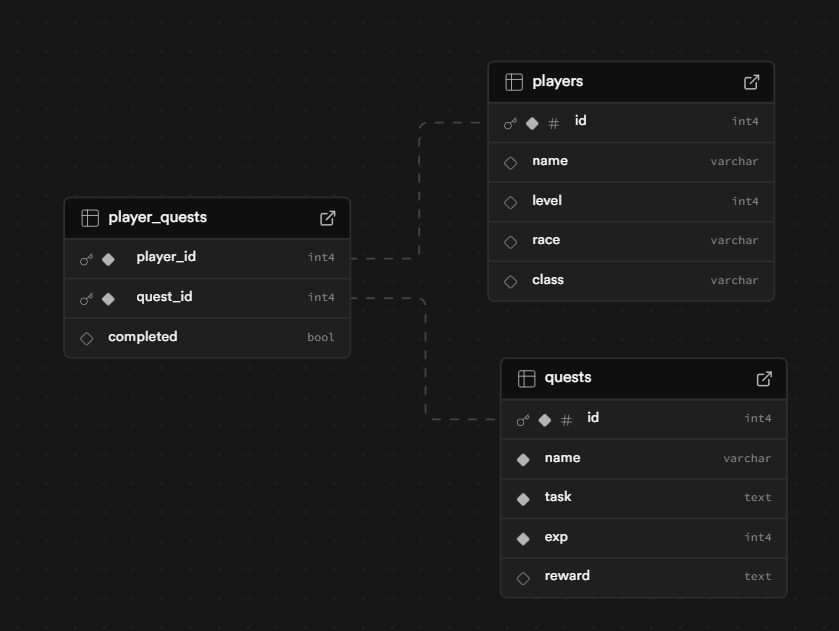 players
# id int4
name varchar
level int4
race varchar
class varchar
player_quests
player_id int4
quest_id int4
completed bool
quests
# id int4
name varchar
task text
exp int4
reward text